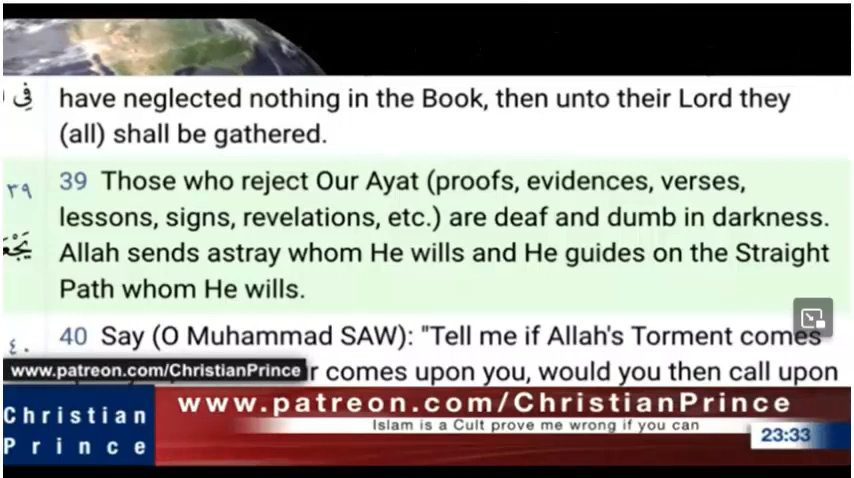 فِى have neglected nothing in the Book, then unto their Lord they
(all) shall be gathered.
٣٩ 39 Those who reject Our Ayat (proofs, evidences, verses,
lessons, signs, revelations, etc.) are deaf and dumb in darkness.
Allah sends astray whom He wills and He guides on the Straight
Path whom He wills.
٤٠ 40 Say (O Muhammad SAW): "Tell me if Allah's Torment comes
www.patreon.com/ChristianPrince comes upon you, would you then call upon
Christian
Prince
www.patreon.com/ChristianPrince
Islam is a Cult prove me wrong if you can
23:33